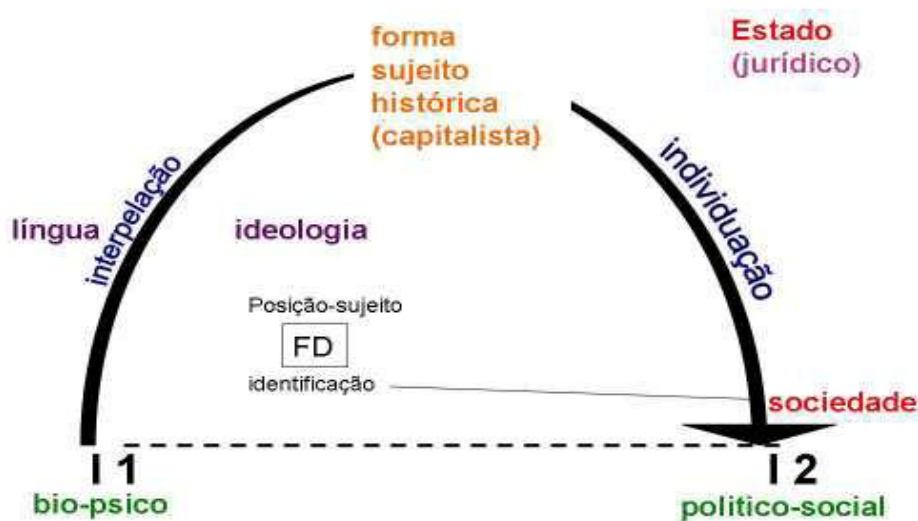 forma
sujeito
histórica
(capitalista)
Estado
(jurídico)
interpelação
individuação
língua
ideologia
Posição-sujeito
FD
identificação
sociedade
I 1
I 2
bio-psico
politico-social